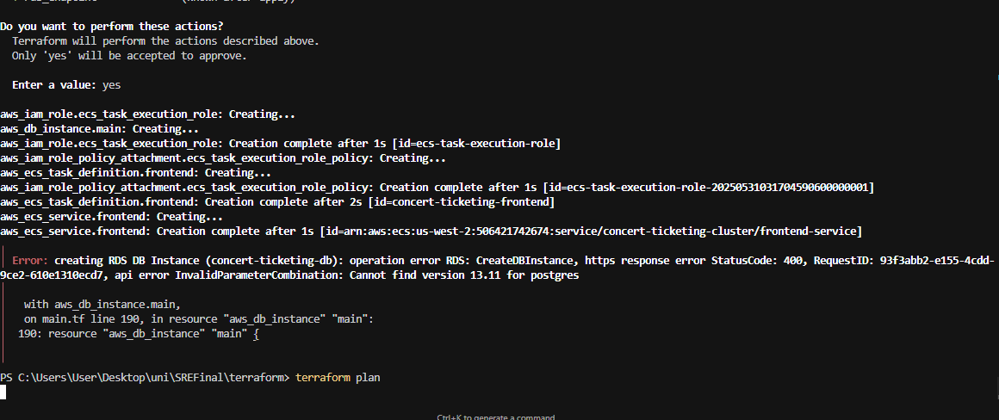 Do you want to perform these actions?
  Terraform will perform the actions described above.
  Only 'yes' will be accepted to approve.

  Enter a value: yes

aws_iam_role.ecs_task_execution_role: Creating...
aws_db_instance.main: Creating...
aws_iam_role.ecs_task_execution_role: Creation complete after 1s [id=ecs-task-execution-role]
aws_iam_role_policy_attachment.ecs_task_execution_role_policy: Creating...
aws_ecs_task_definition.frontend: Creating...
aws_iam_role_policy_attachment.ecs_task_execution_role_policy: Creation complete after 1s [id=ecs-task-execution-role-20250531031704590600000001]
aws_ecs_task_definition.frontend: Creation complete after 2s [id=concert-ticketing-frontend]
aws_ecs_service.frontend: Creating...
aws_ecs_service.frontend: Creation complete after 1s [id=arn:aws:ecs:us-west-2:506421742674:service/concert-ticketing-cluster/frontend-service]

Error: creating RDS DB Instance (concert-ticketing-db): operation error RDS: CreateDBInstance, https response error StatusCode: 400, RequestID: 93f3abb2-e155-4cdd-
9ce2-610e1310ecd7, api error InvalidParameterCombination: Cannot find version 13.11 for postgres

    with aws_db_instance.main,
    on main.tf line 190, in resource "aws_db_instance" "main":
   190: resource "aws_db_instance" "main" {

PS C:\Users\User\Desktop\uni\SREFinal\terraform> terraform plan
Ctrl+K to generate a command